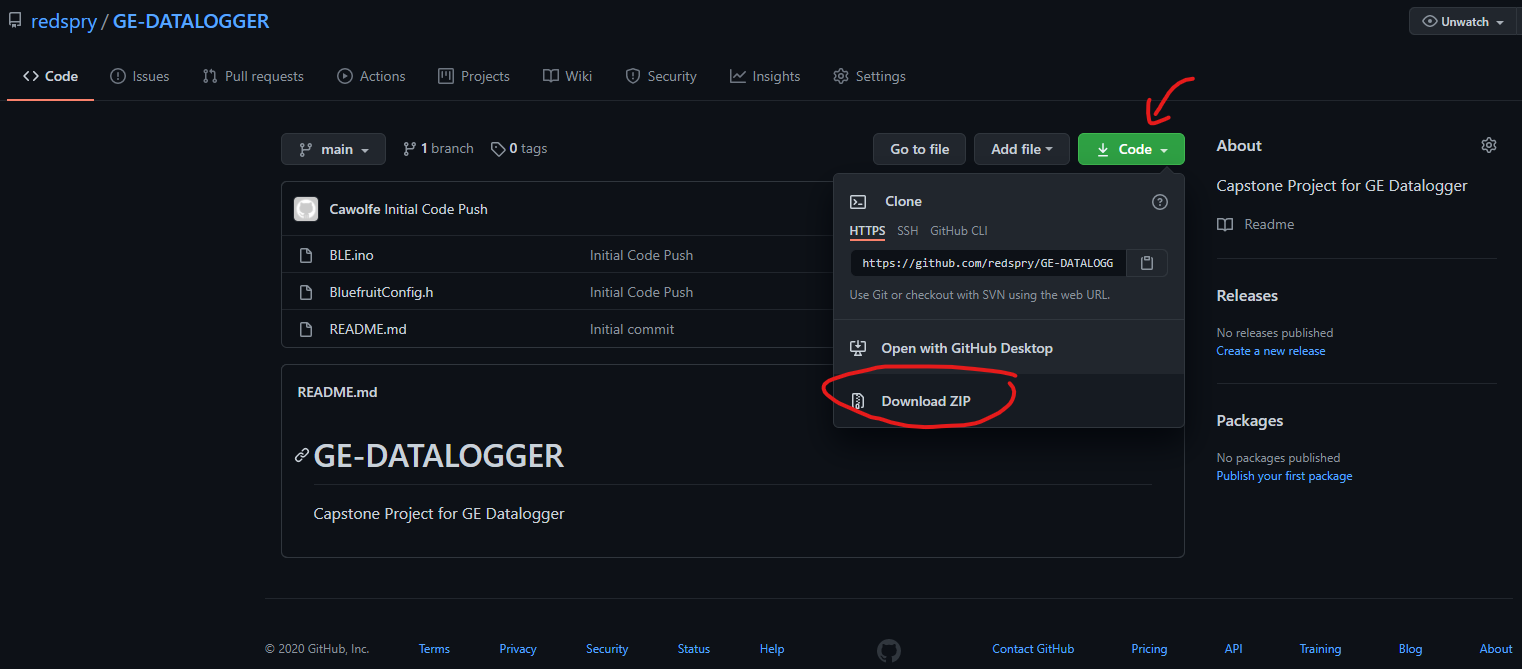 redspry / GE-DATALOGGER
Unwatch
Code Issues Pull requests Actions Projects Wiki Security Insights Settings
main 1 branch 0 tags Go to file Add file Code
Cawolfe Initial Code Push
BLE.ino Initial Code Push
BluefruitConfig.h Initial Code Push
README.md Initial commit
Clone
HTTPS SSH GitHub CLI
https://github.com/redspry/GE-DATALOGG
Use Git or checkout with SVN using the web URL.
Open with GitHub Desktop
Download ZIP
README.md
GE-DATALOGGER
Capstone Project for GE Datalogger
About
Capstone Project for GE Datalogger
Readme
Releases
No releases published
Create a new release
Packages
No packages published
Publish your first package
© 2020 GitHub, Inc. Terms Privacy Security Status Help Contact GitHub Pricing API Training Blog About